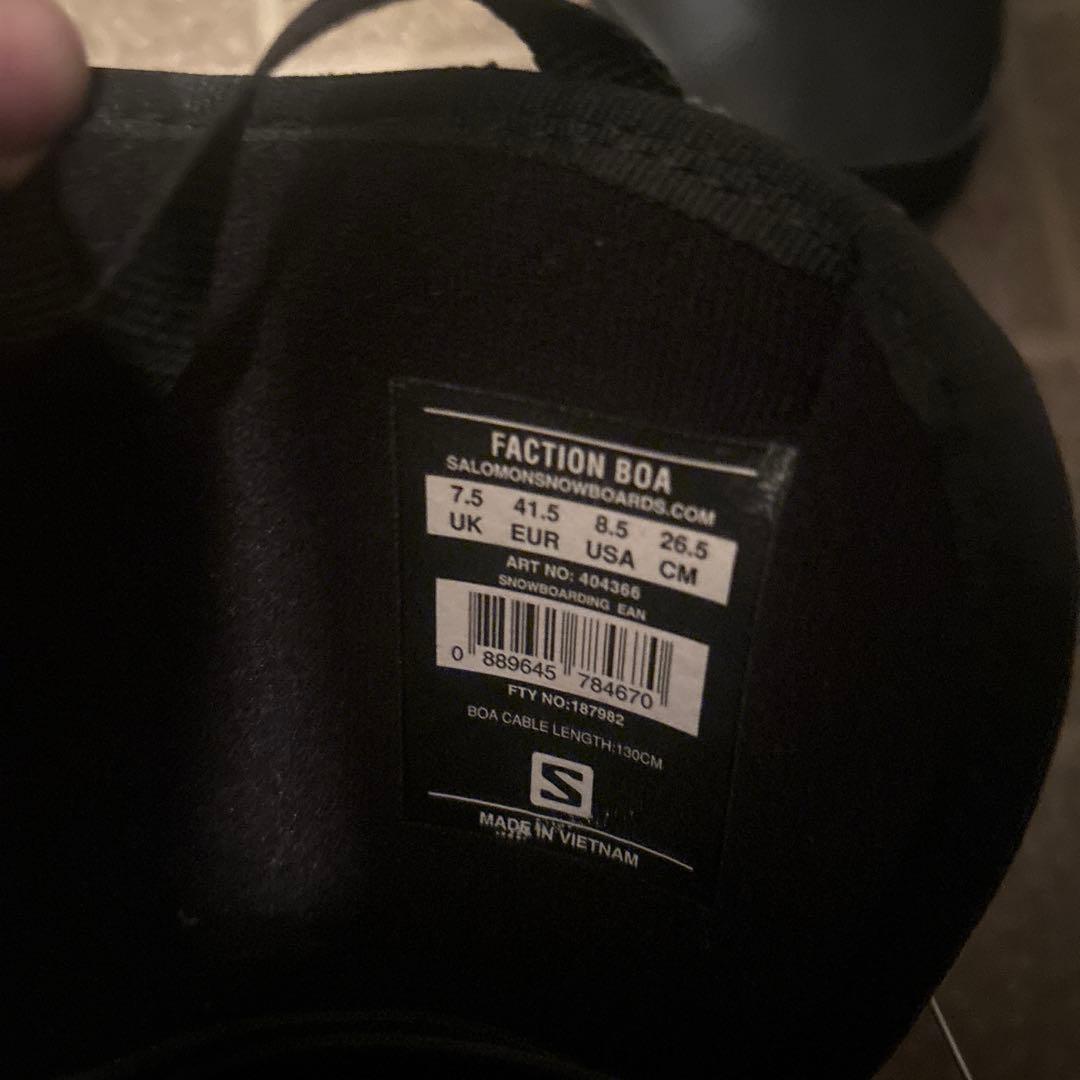 FACTION BOA
SALOMONSNOWBOARDS.COM
7.5 41.5 8.5 26.5
UK EUR USA CM
ART NO: 404366
SNOWBOARDING EAN
0 889645 784670
FTY NO:187982
BOA CABLE LENGTH:130CM
S
MADE IN VIETNAM